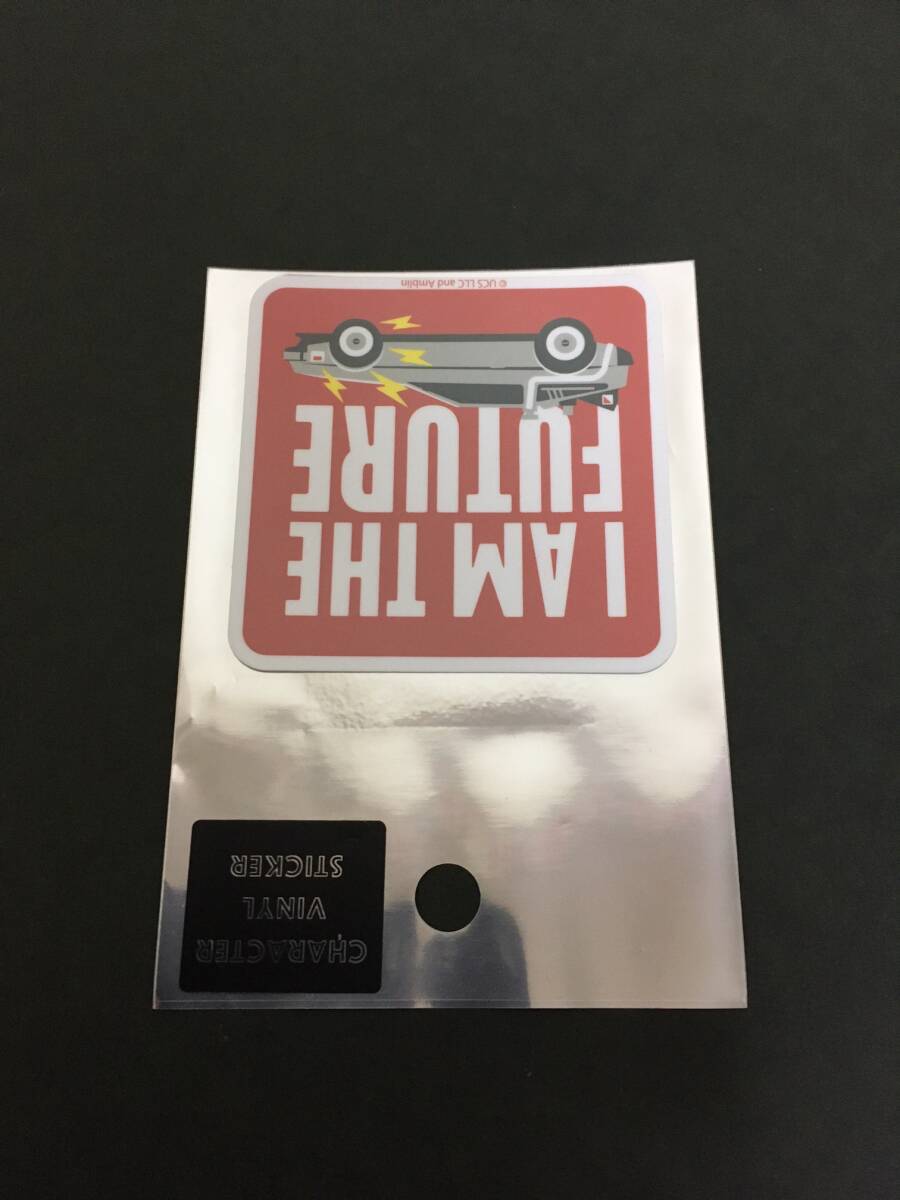 CHARACTER
VINYL
STICKER
I AM THE
FUTURE
© UCS LLC and Amblin